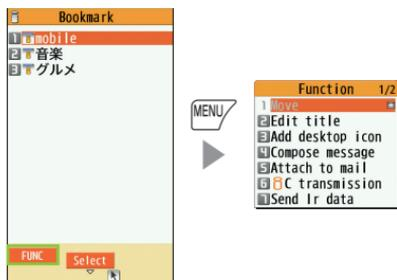 Bookmark
1 mobile
2 音楽
3 グルメ
FUNC
Select
MENU
Function 1/2
1 Move
2 Edit title
3 Add desktop icon
4 Compose message
5 Attach to mail
6 iC transmission
7 Send Ir data